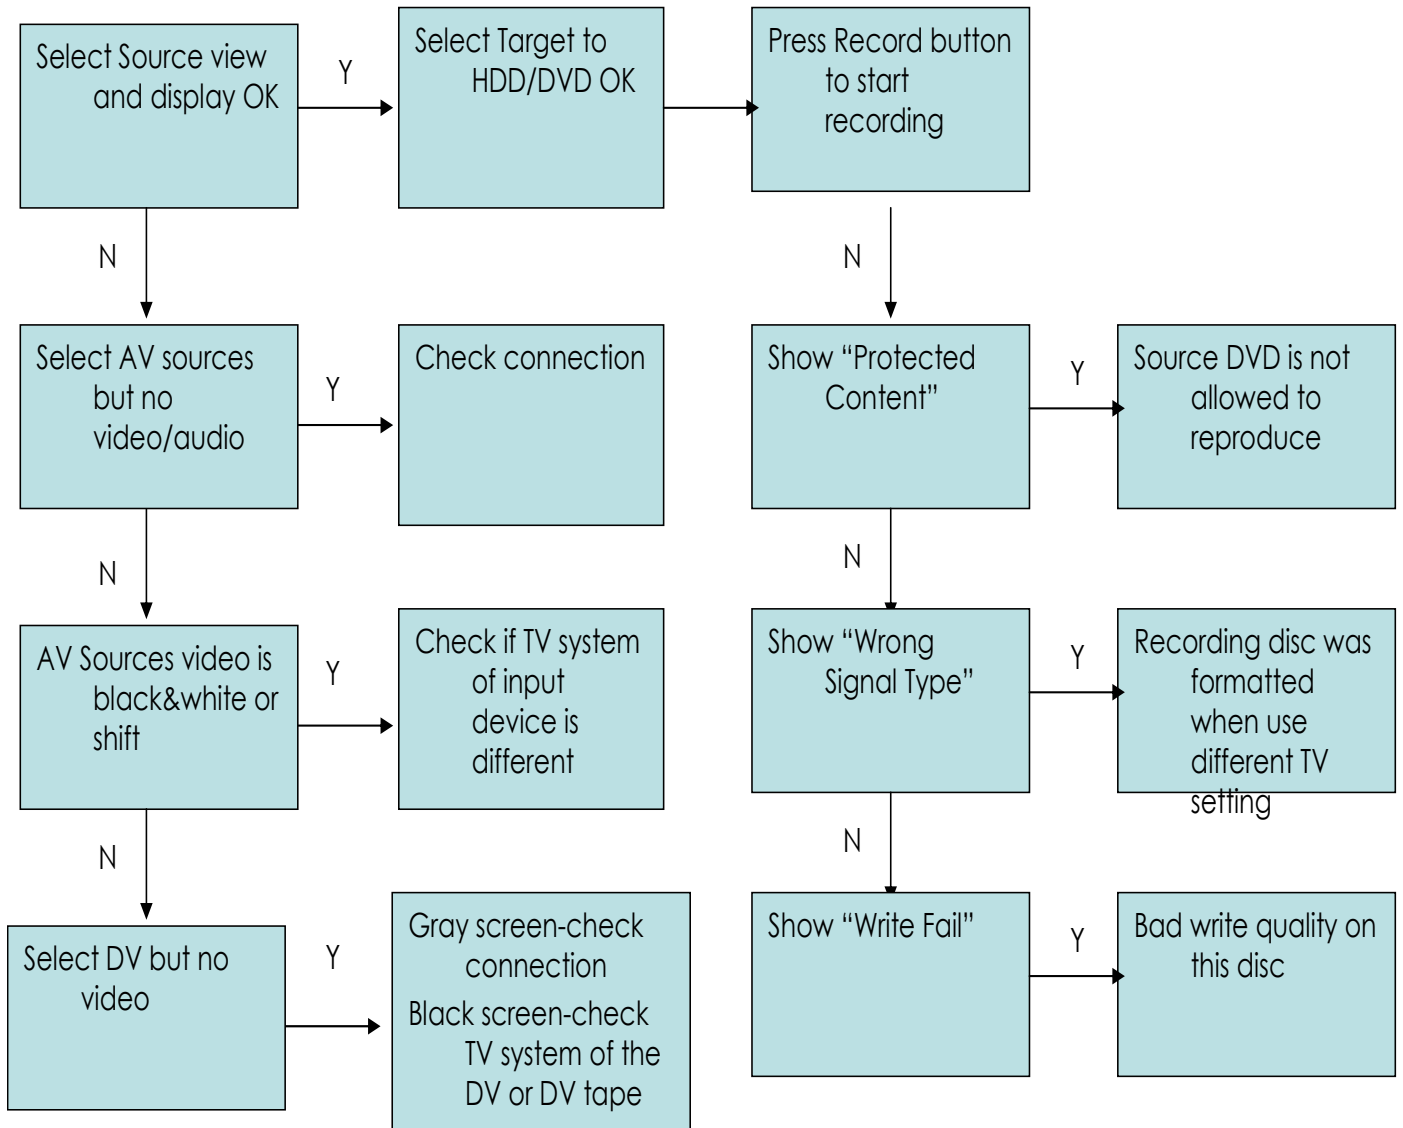 Select Source view
and display OK
Y
Select Target to
HDD/DVD OK
Press Record button
to start
recording
N
N
Select AV sources
but no
video/audio
Y
Check connection
Show “Protected
Content”
Y
Source DVD is not
allowed to
reproduce
N
N
AV Sources video is
black&white or
shift
Y
Check if TV system
of input
device is
different
Show “Wrong
Signal Type”
Y
Recording disc was
formatted
when use
different TV
setting
N
N
Select DV but no
video
Y
Gray screen-check
connection
Black screen-check
TV system of the
DV or DV tape
Show “Write Fail”
Y
Bad write quality on
this disc